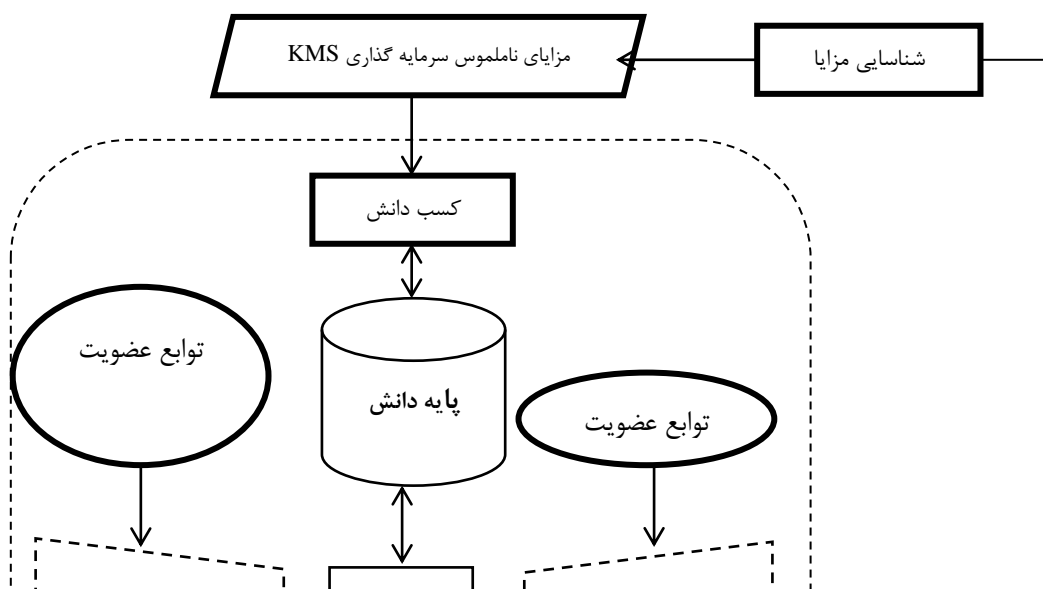 شناسایی مزایا
مزایای ناملموس سرمایه گذاری KMS
کسب دانش
توابع عضویت
پایه دانش
توابع عضویت